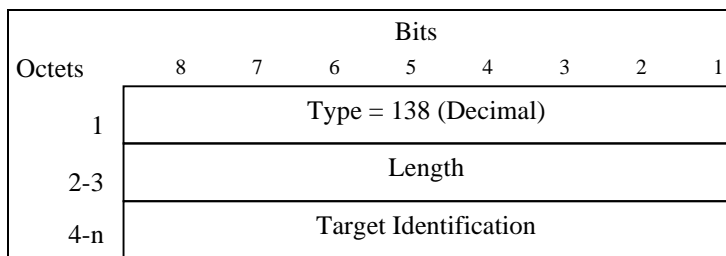 Bits
Octets 8 7 6 5 4 3 2 1
1 Type = 138 (Decimal)
2-3 Length
4-n Target Identification